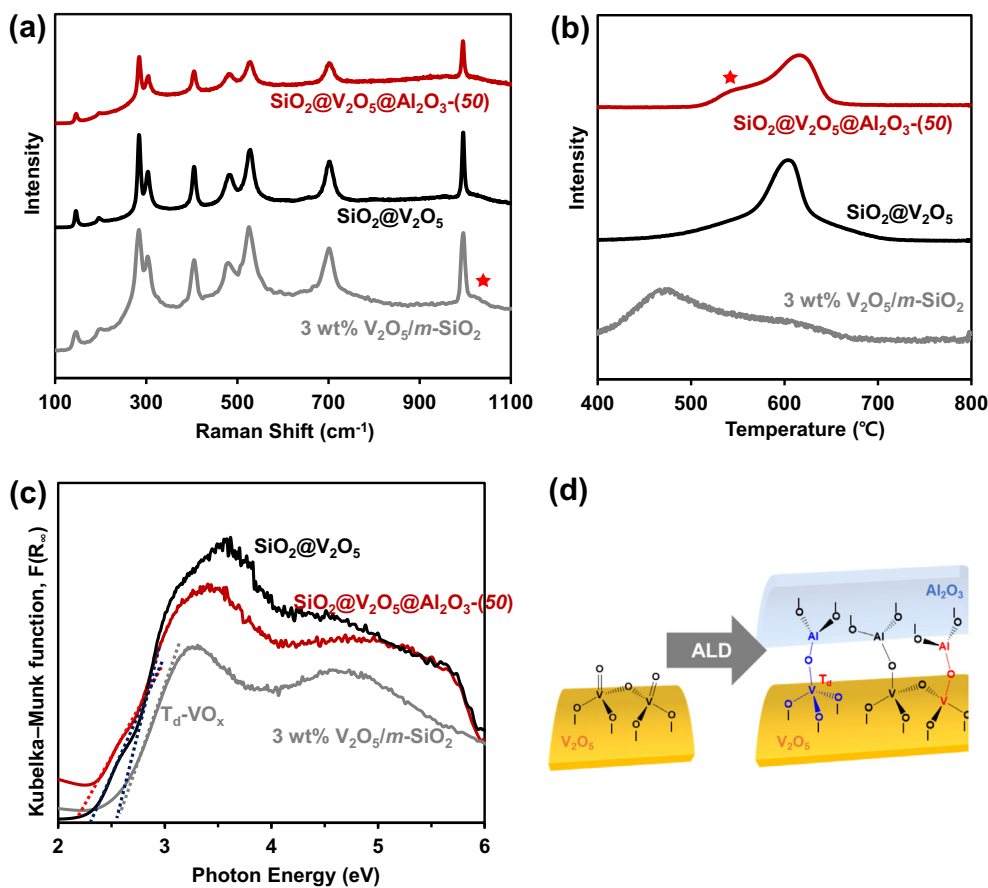 (a)
Intensity
SiO₂@V₂O₅@Al₂O₃-(50)
SiO₂@V₂O₅
3 wt% V₂O₅/m-SiO₂
100 300 500 700 900 1100
Raman Shift (cm⁻¹)
(b)
Intensity
SiO₂@V₂O₅@Al₂O₃-(50)
SiO₂@V₂O₅
3 wt% V₂O₅/m-SiO₂
400 500 600 700 800
Temperature (℃)
(c)
Kubelka–Munk function, F(R∞)
SiO₂@V₂O₅
SiO₂@V₂O₅@Al₂O₃-(50)
T_d-VOₓ
3 wt% V₂O₅/m-SiO₂
2 3 4 5 6
Photon Energy (eV)
(d)
O O
V O V
O O O O
V₂O₅
ALD
Al₂O₃
O O O O O O
Al Al Al
O O O
T_d
V O V O V
O O O O O O O
V₂O₅